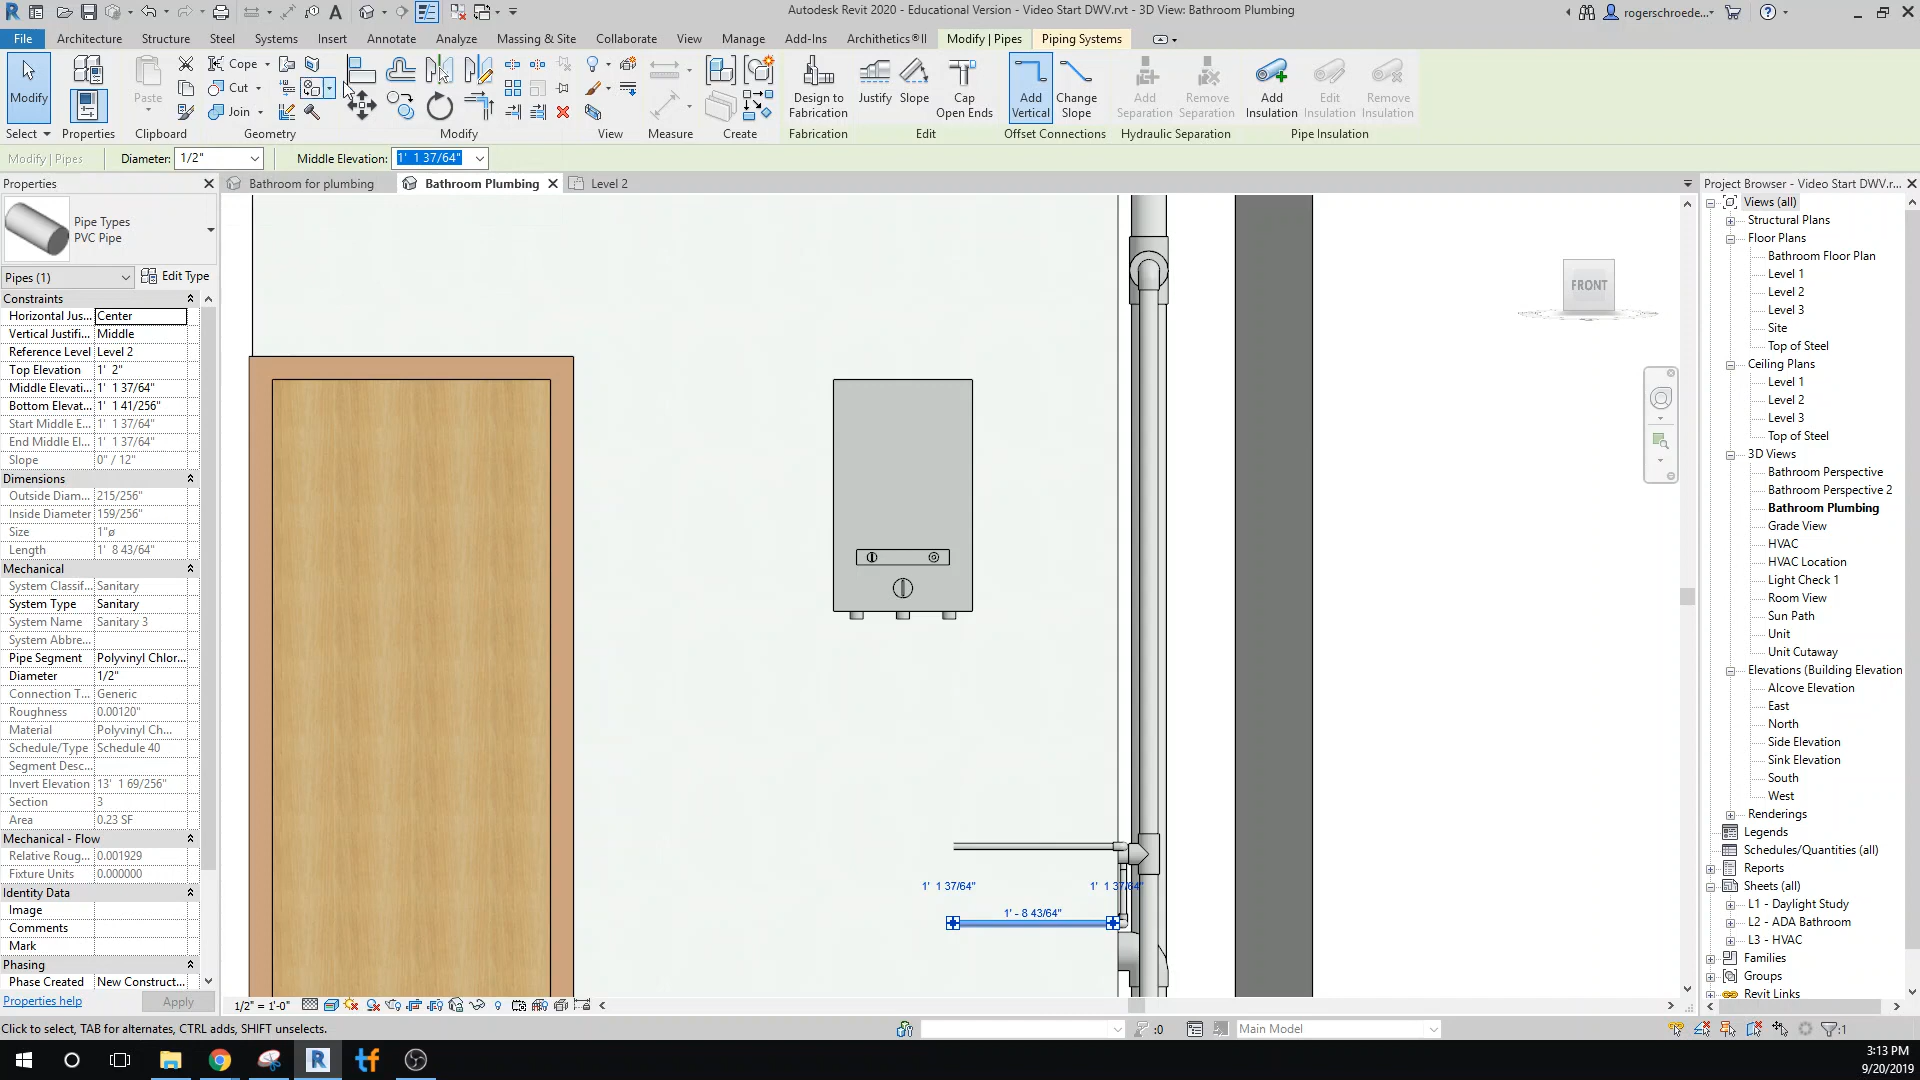 Autodesk Revit 2020 - Educational Version - Video Start DWV.rvt - 3D View: Bathroom Plumbing
rogerschroede...
File Architecture Structure Steel Systems Insert Annotate Analyze Massing & Site Collaborate View Manage Add-Ins Archithetics®II Modify | Pipes Piping Systems
Modify
Paste
Cope
Cut
Join
Design to Fabrication
Justify
Slope
Cap Open Ends
Add Vertical
Change Slope
Add Separation
Remove Separation
Add Insulation
Edit Insulation
Remove Insulation
Select Properties Clipboard Geometry Modify View Measure Create Fabrication Edit Offset Connections Hydraulic Separation Pipe Insulation
Modify | Pipes Diameter: 1/2" Middle Elevation: 1' 1 37/64"
Properties
Bathroom for plumbing Bathroom Plumbing Level 2
Pipe Types
PVC Pipe
Pipes (1) Edit Type
Constraints
Horizontal Jus... Center
Vertical Justifi... Middle
Reference Level Level 2
Top Elevation 1' 2"
Middle Elevati... 1' 1 37/64"
Bottom Elevat... 1' 1 41/256"
Start Middle E... 1' 1 37/64"
End Middle El... 1' 1 37/64"
Slope 0" / 12"
Dimensions
Outside Diam... 215/256"
Inside Diameter 159/256"
Size 1"ø
Length 1' 8 43/64"
Mechanical
System Classif... Sanitary
System Type Sanitary
System Name Sanitary 3
System Abbre...
Pipe Segment Polyvinyl Chlor...
Diameter 1/2"
Connection T... Generic
Roughness 0.00120"
Material Polyvinyl Ch...
Schedule/Type Schedule 40
Segment Desc...
Invert Elevation 13' 1 69/256"
Section 3
Area 0.23 SF
Mechanical - Flow
Relative Roug... 0.001929
Fixture Units 0.000000
Identity Data
Image
Comments
Mark
Phasing
Phase Created New Construct...
Properties help Apply
FRONT
1' 1 37/64" 1' 1 37/64"
1' - 8 43/64"
1/2" = 1'-0"
Project Browser - Video Start DWV.r...
Views (all)
Structural Plans
Floor Plans
Bathroom Floor Plan
Level 1
Level 2
Level 3
Site
Top of Steel
Ceiling Plans
Level 1
Level 2
Level 3
Top of Steel
3D Views
Bathroom Perspective
Bathroom Perspective 2
Bathroom Plumbing
Grade View
HVAC
HVAC Location
Light Check 1
Room View
Sun Path
Unit
Unit Cutaway
Elevations (Building Elevation
Alcove Elevation
East
North
Side Elevation
Sink Elevation
South
West
Renderings
Legends
Schedules/Quantities (all)
Reports
Sheets (all)
L1 - Daylight Study
L2 - ADA Bathroom
L3 - HVAC
Families
Groups
Revit Links
Click to select, TAB for alternates, CTRL adds, SHIFT unselects.
:0
Main Model
:1
3:13 PM
9/20/2019